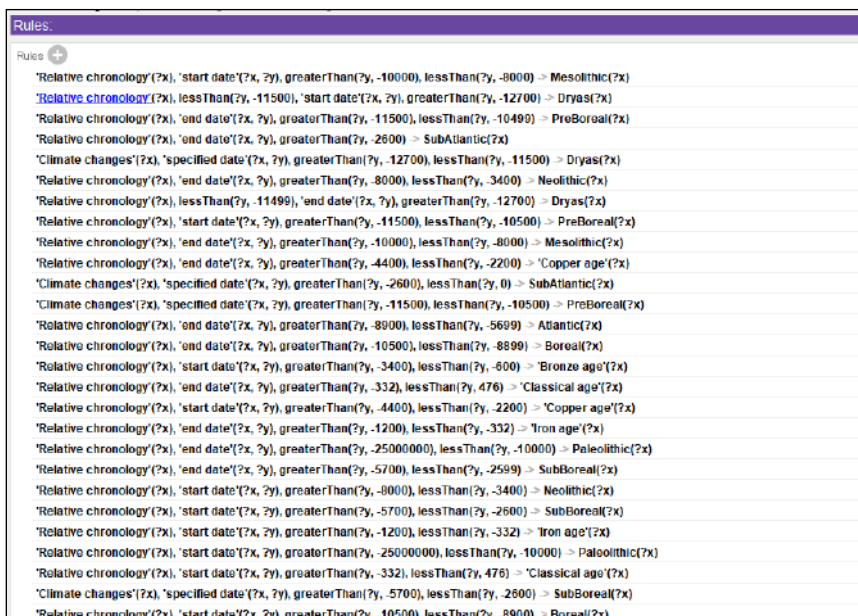 Rules:
Rules
'Relative chronology'(?x), 'start date'(?x, ?y), greaterThan(?y, -10000), lessThan(?y, -8000) -> Mesolithic(?x)
'Relative chronology'(?x), lessThan(?y, -11500), 'start date'(?x, ?y), greaterThan(?y, -12700) -> Dryas(?x)
'Relative chronology'(?x), 'end date'(?x, ?y), greaterThan(?y, -11500), lessThan(?y, -10499) -> PreBoreal(?x)
'Relative chronology'(?x), 'end date'(?x, ?y), greaterThan(?y, -2600) -> SubAtlantic(?x)
'Climate changes'(?x), 'specified date'(?x, ?y), greaterThan(?y, -12700), lessThan(?y, -11500) -> Dryas(?x)
'Relative chronology'(?x), 'end date'(?x, ?y), greaterThan(?y, -8000), lessThan(?y, -3400) -> Neolithic(?x)
'Relative chronology'(?x), lessThan(?y, -11499), 'end date'(?x, ?y), greaterThan(?y, -12700) -> Dryas(?x)
'Relative chronology'(?x), 'start date'(?x, ?y), greaterThan(?y, -11500), lessThan(?y, -10500) -> PreBoreal(?x)
'Relative chronology'(?x), 'end date'(?x, ?y), greaterThan(?y, -10000), lessThan(?y, -8000) -> Mesolithic(?x)
'Relative chronology'(?x), 'end date'(?x, ?y), greaterThan(?y, -4400), lessThan(?y, -2200) -> 'Copper age'(?x)
'Climate changes'(?x), 'specified date'(?x, ?y), greaterThan(?y, -2600), lessThan(?y, 0) -> SubAtlantic(?x)
'Climate changes'(?x), 'specified date'(?x, ?y), greaterThan(?y, -11500), lessThan(?y, -10500) -> PreBoreal(?x)
'Relative chronology'(?x), 'end date'(?x, ?y), greaterThan(?y, -8900), lessThan(?y, -5699) -> Atlantic(?x)
'Relative chronology'(?x), 'end date'(?x, ?y), greaterThan(?y, -10500), lessThan(?y, -8899) -> Boreal(?x)
'Relative chronology'(?x), 'start date'(?x, ?y), greaterThan(?y, -3400), lessThan(?y, -600) -> 'Bronze age'(?x)
'Relative chronology'(?x), 'end date'(?x, ?y), greaterThan(?y, -332), lessThan(?y, 476) -> 'Classical age'(?x)
'Relative chronology'(?x), 'start date'(?x, ?y), greaterThan(?y, -4400), lessThan(?y, -2200) -> 'Copper age'(?x)
'Relative chronology'(?x), 'end date'(?x, ?y), greaterThan(?y, -1200), lessThan(?y, -332) -> 'Iron age'(?x)
'Relative chronology'(?x), 'end date'(?x, ?y), greaterThan(?y, -25000000), lessThan(?y, -10000) -> Paleolithic(?x)
'Relative chronology'(?x), 'end date'(?x, ?y), greaterThan(?y, -5700), lessThan(?y, -2599) -> SubBoreal(?x)
'Relative chronology'(?x), 'start date'(?x, ?y), greaterThan(?y, -8000), lessThan(?y, -3400) -> Neolithic(?x)
'Relative chronology'(?x), 'start date'(?x, ?y), greaterThan(?y, -5700), lessThan(?y, -2600) -> SubBoreal(?x)
'Relative chronology'(?x), 'start date'(?x, ?y), greaterThan(?y, -1200), lessThan(?y, -332) -> 'Iron age'(?x)
'Relative chronology'(?x), 'start date'(?x, ?y), greaterThan(?y, -25000000), lessThan(?y, -10000) -> Paleolithic(?x)
'Relative chronology'(?x), 'start date'(?x, ?y), greaterThan(?y, -332), lessThan(?y, 476) -> 'Classical age'(?x)
'Climate changes'(?x), 'specified date'(?x, ?y), greaterThan(?y, -5700), lessThan(?y, -2600) -> SubBoreal(?x)
'Relative chronology'(?x), 'start date'(?x, ?y), greaterThan(?y, -10500), lessThan(?y, -8900) -> Boreal(?x)